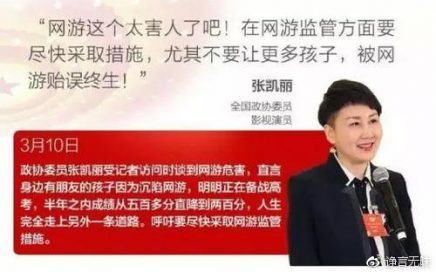 “网游这个太害人了吧！在网游监管方面要
尽快采取措施，尤其不要让更多孩子，被网
游贻误终生！”
张凯丽
全国政协委员
影视演员
3月10日
政协委员张凯丽受记者访问时谈到网游危害，直言
身边有朋友的孩子因为沉陷网游，明明正在备战高
考，半年之内成绩从五百多分直降到两百分，人生
完全走上另外一条道路。呼吁要尽快采取网游监管
措施。